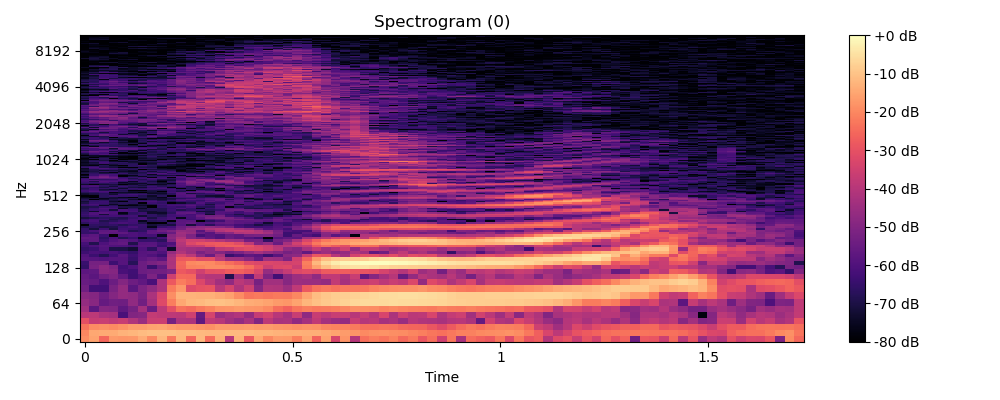 Spectrogram (0)
Hz
8192
4096
2048
1024
512
256
128
64
0
0
0.5
1
1.5
Time
+0 dB
-10 dB
-20 dB
-30 dB
-40 dB
-50 dB
-60 dB
-70 dB
-80 dB